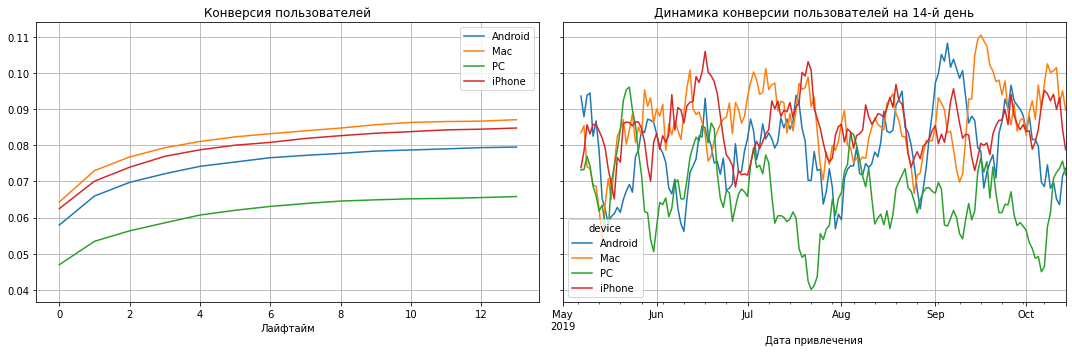 Конверсия пользователей
0.11
0.10
0.09
0.08
0.07
0.06
0.05
0.04
0 2 4 6 8 10 12
Лайфтайм
Android
Mac
PC
iPhone
Динамика конверсии пользователей на 14-й день
device
Android
Mac
PC
iPhone
May Jun Jul Aug Sep Oct
2019
Дата привлечения